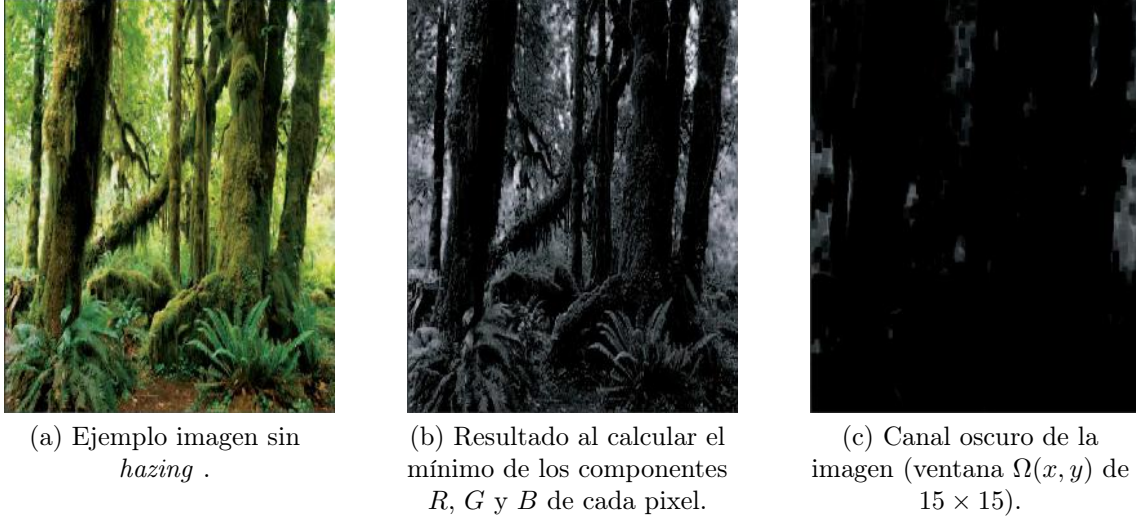 (a) Ejemplo imagen sin
hazing .
(b) Resultado al calcular el
mínimo de los componentes
R, G y B de cada pixel.
(c) Canal oscuro de la
imagen (ventana Ω(x, y) de
15 × 15).